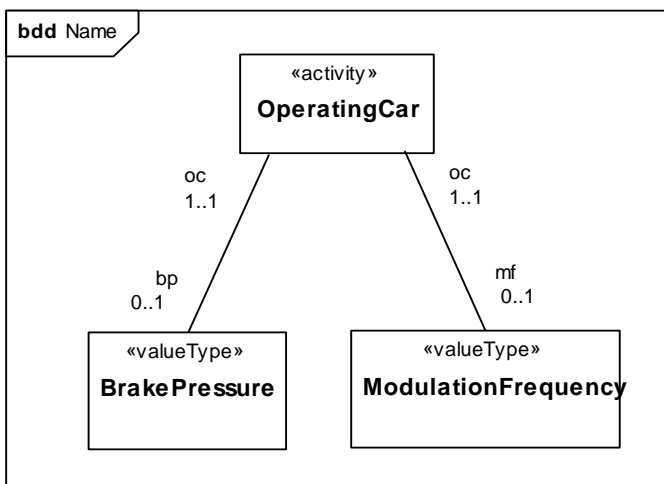 bdd Name
«activity»
OperatingCar
oc
1..1
oc
1..1
bp
0..1
mf
0..1
«valueType»
BrakePressure
«valueType»
ModulationFrequency